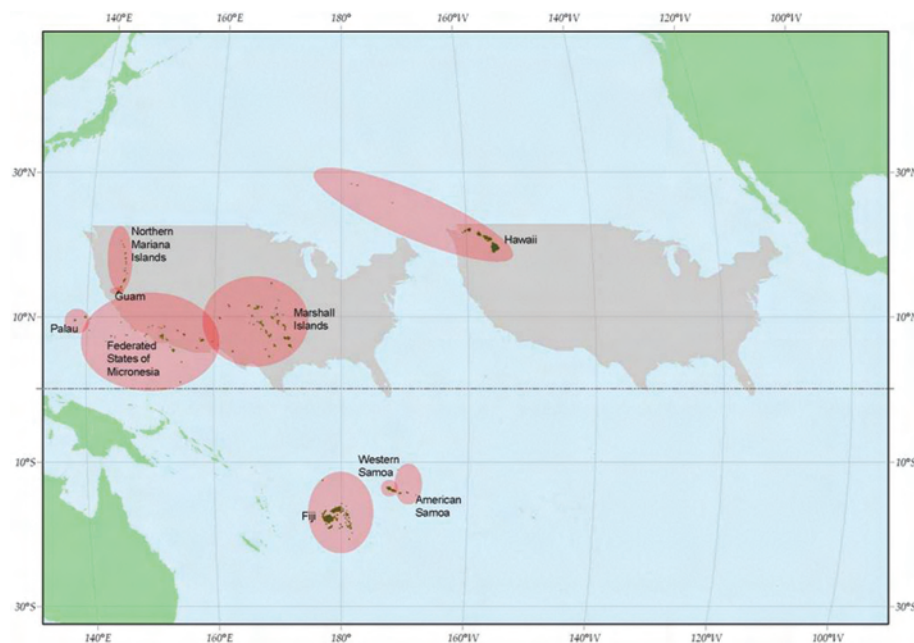 140°E
160°E
180°
160°W
140°W
120°W
100°W
30°N
30°N
Northern
Mariana
Islands
Hawaii
Guam
10°N
10°N
Palau
Marshall
Islands
Federated
States of
Micronesia
10°S
10°S
Western
Samoa
American
Samoa
Fiji
30°S
30°S
140°E
160°E
180°
160°W
140°W
120°W
100°W